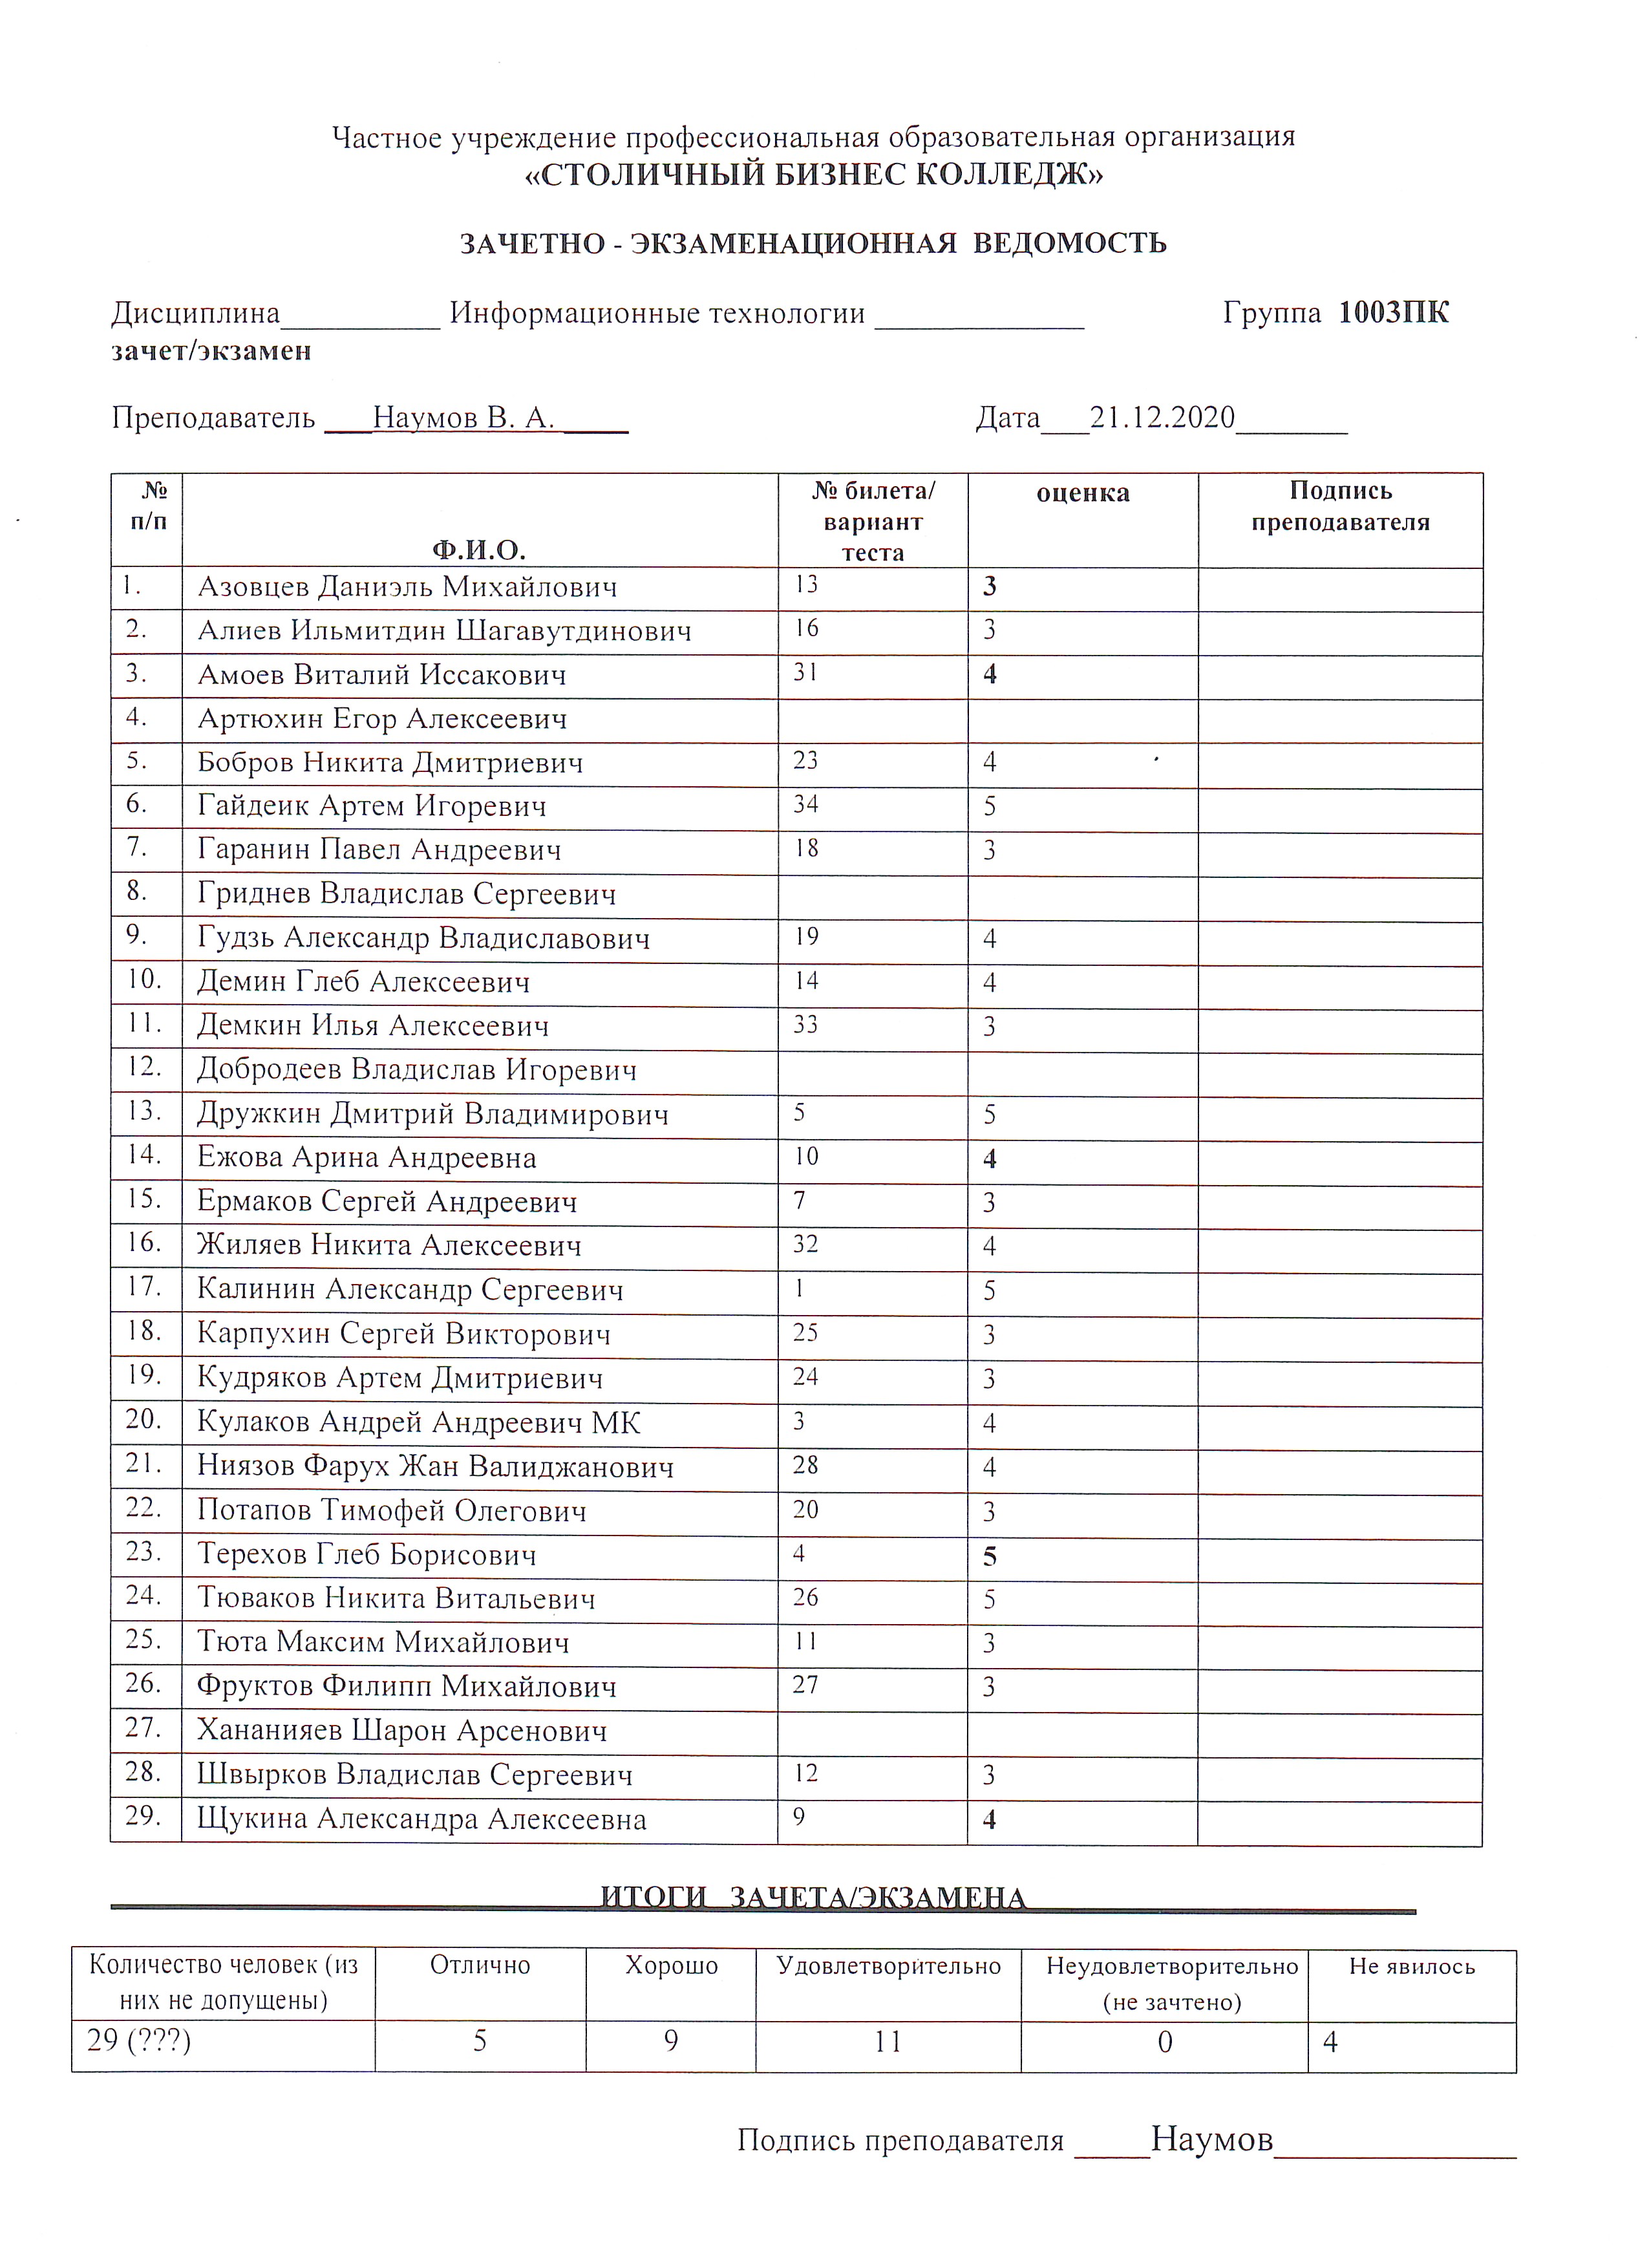 Частное учреждение профессиональная образовательная организация
«СТОЛИЧНЫЙ БИЗНЕС КОЛЛЕДЖ»
ЗАЧЕТНО - ЭКЗАМЕНАЦИОННАЯ ВЕДОМОСТЬ
Дисциплина__________ Информационные технологии _____________ Группа 1003ПК
зачет/экзамен
Преподаватель ___Наумов В. А.____ Дата___21.12.2020_______
№ п/п Ф.И.О. № билета/ вариант теста оценка Подпись преподавателя
1. Азовцев Даниэль Михайлович 13 3
2. Алиев Ильмитдин Шагавутдинович 16 3
3. Амоев Виталий Иссакович 31 4
4. Артюхин Егор Алексеевич
5. Бобров Никита Дмитриевич 23 4
6. Гайдеик Артем Игоревич 34 5
7. Гаранин Павел Андреевич 18 3
8. Гриднев Владислав Сергеевич
9. Гудзь Александр Владиславович 19 4
10. Демин Глеб Алексеевич 14 4
11. Демкин Илья Алексеевич 33 3
12. Добродеев Владислав Игоревич
13. Дружкин Дмитрий Владимирович 5 5
14. Ежова Арина Андреевна 10 4
15. Ермаков Сергей Андреевич 7 3
16. Жиляев Никита Алексеевич 32 4
17. Калинин Александр Сергеевич 1 5
18. Карпухин Сергей Викторович 25 3
19. Кудряков Артем Дмитриевич 24 3
20. Кулаков Андрей Андреевич МК 3 4
21. Ниязов Фарух Жан Валиджанович 28 4
22. Потапов Тимофей Олегович 20 3
23. Терехов Глеб Борисович 4 5
24. Тюваков Никита Витальевич 26 5
25. Тюта Максим Михайлович 11 3
26. Фруктов Филипп Михайлович 27 3
27. Хананияев Шарон Арсенович
28. Швырков Владислав Сергеевич 12 3
29. Щукина Александра Алексеевна 9 4
ИТОГИ ЗАЧЕТА/ЭКЗАМЕНА
Количество человек (из них не допущены) Отлично Хорошо Удовлетворительно Неудовлетворительно (не зачтено) Не явилось
29 (???) 5 9 11 0 4
Подпись преподавателя ____Наумов_____________